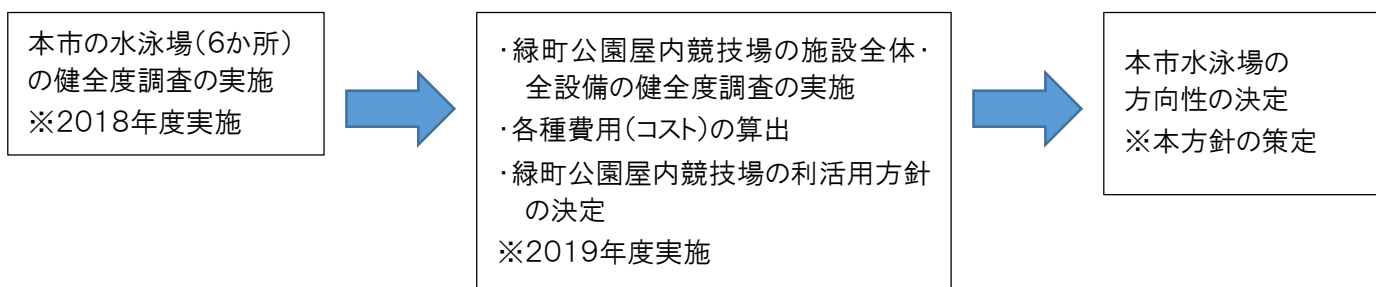 本市の水泳場(6か所)
の健全度調査の実施
※2018年度実施
・緑町公園屋内競技場の施設全体・
全設備の健全度調査の実施
・各種費用(コスト)の算出
・緑町公園屋内競技場の利活用方針
の決定
※2019年度実施
本市水泳場の
方向性の決定
※本方針の策定